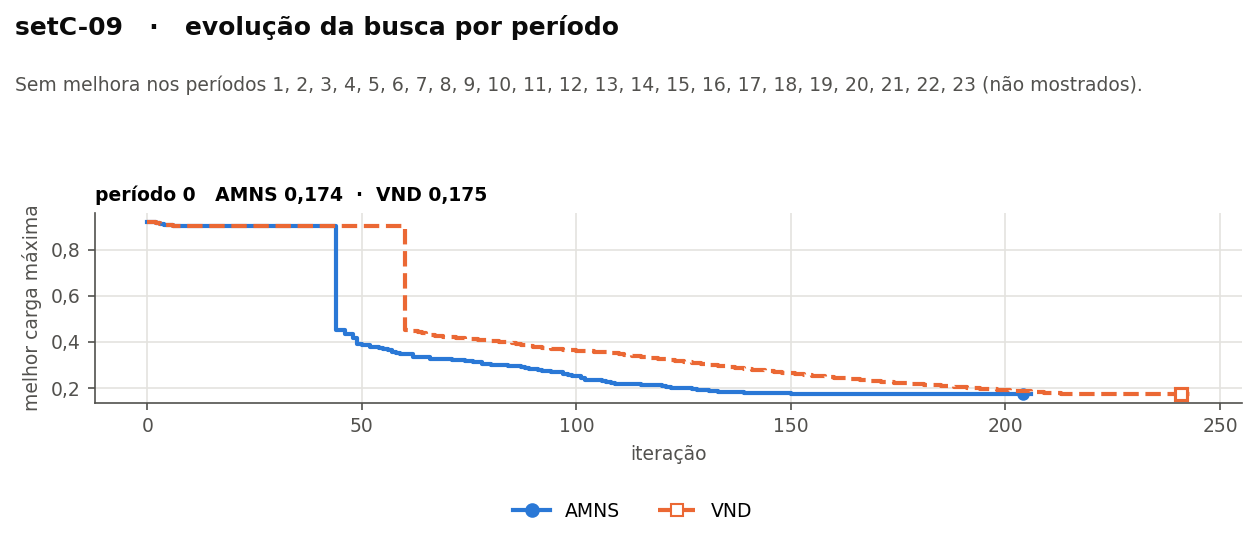 setC-09 · evolução da busca por período
Sem melhora nos períodos 1, 2, 3, 4, 5, 6, 7, 8, 9, 10, 11, 12, 13, 14, 15, 16, 17, 18, 19, 20, 21, 22, 23 (não mostrados).
período 0 AMNS 0,174 · VND 0,175
melhor carga máxima
0,8
0,6
0,4
0,2
0 50 100 150 200 250
iteração
AMNS VND